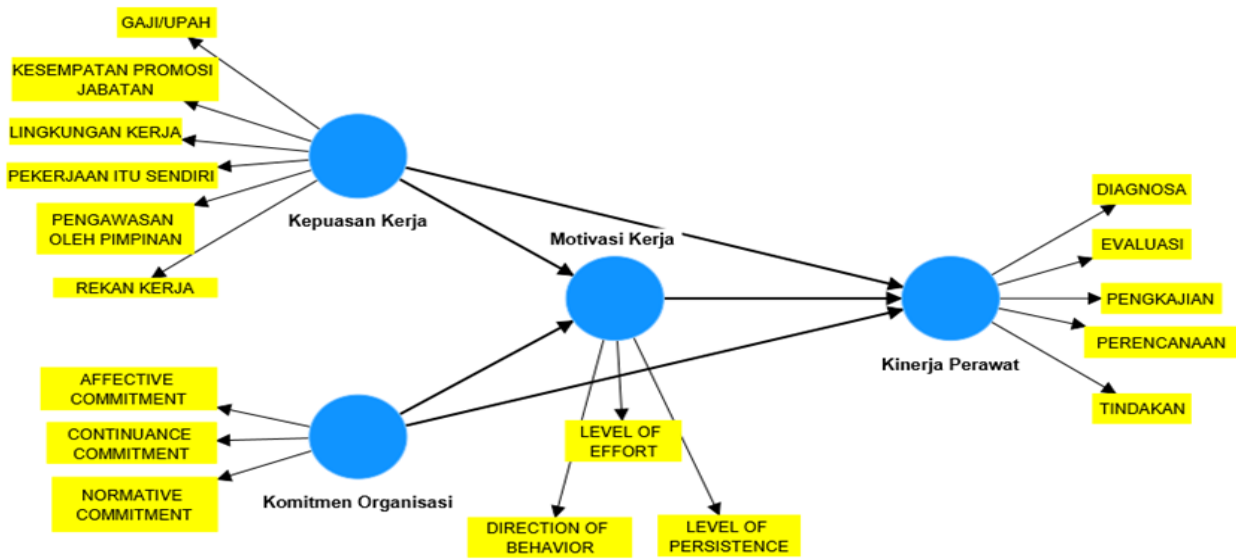 GAJI/UPAH
KESEMPATAN PROMOSI
JABATAN
LINGKUNGAN KERJA
PEKERJAAN ITU SENDIRI
PENGAWASAN
OLEH PIMPINAN
REKAN KERJA
Kepuasan Kerja
AFFECTIVE
COMMITMENT
CONTINUANCE
COMMITMENT
NORMATIVE
COMMITMENT
Komitmen Organisasi
Motivasi Kerja
LEVEL OF
EFFORT
DIRECTION OF
BEHAVIOR
LEVEL OF
PERSISTENCE
Kinerja Perawat
DIAGNOSA
EVALUASI
PENGKAJIAN
PERENCANAAN
TINDAKAN